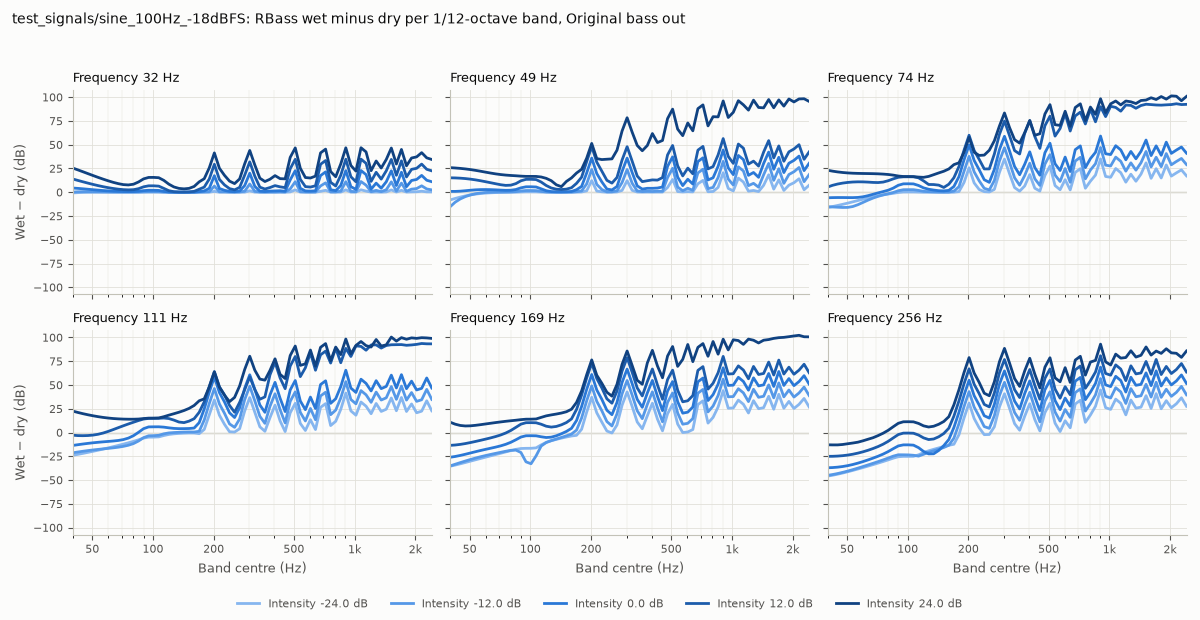 test_signals/sine_100Hz_-18dBFS: RBass wet minus dry per 1/12-octave band, Original bass out
Frequency 32 Hz
Frequency 49 Hz
Frequency 74 Hz
Wet − dry (dB)
100
75
50
25
0
−25
−50
−75
−100
Frequency 111 Hz
Frequency 169 Hz
Frequency 256 Hz
Wet − dry (dB)
100
75
50
25
0
−25
−50
−75
−100
50 100 200 500 1k 2k
50 100 200 500 1k 2k
50 100 200 500 1k 2k
Band centre (Hz)
Band centre (Hz)
Band centre (Hz)
Intensity -24.0 dB
Intensity -12.0 dB
Intensity 0.0 dB
Intensity 12.0 dB
Intensity 24.0 dB